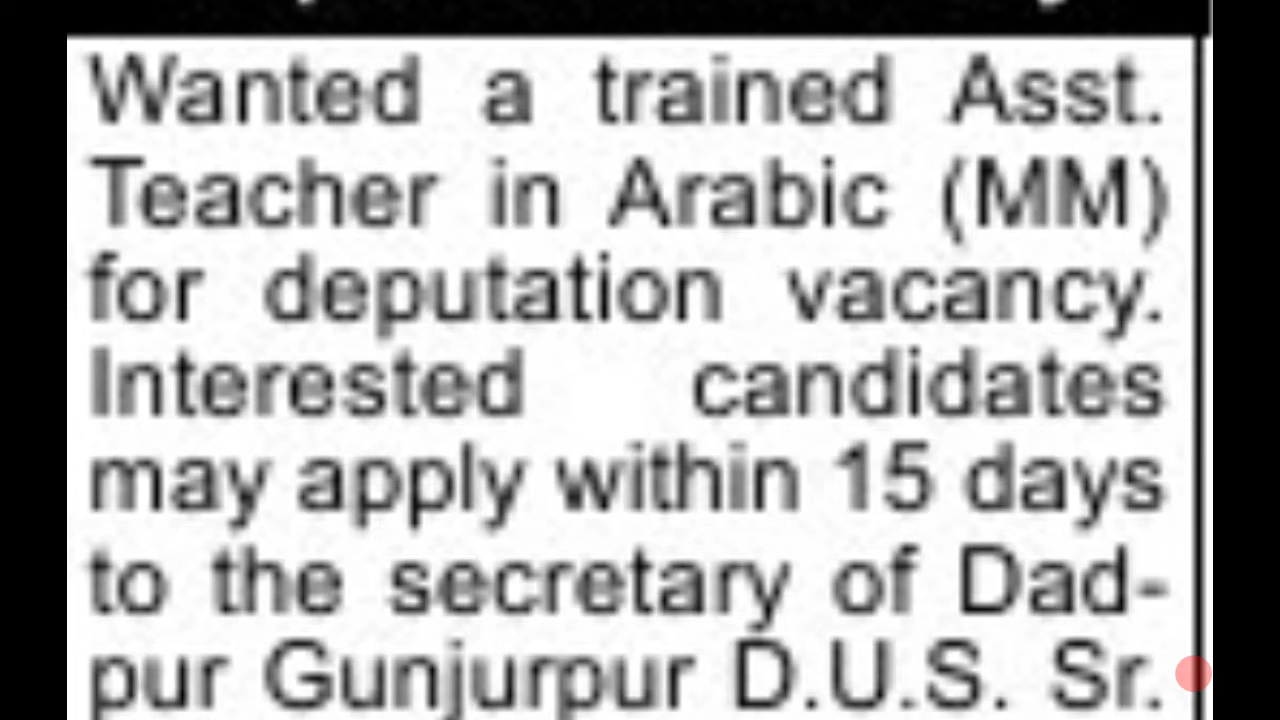 Wanted a trained Asst.
Teacher in Arabic (MM)
for deputation vacancy.
Interested candidates
may apply within 15 days
to the secretary of Dad-
pur Gunjurpur D.U.S. Sr.